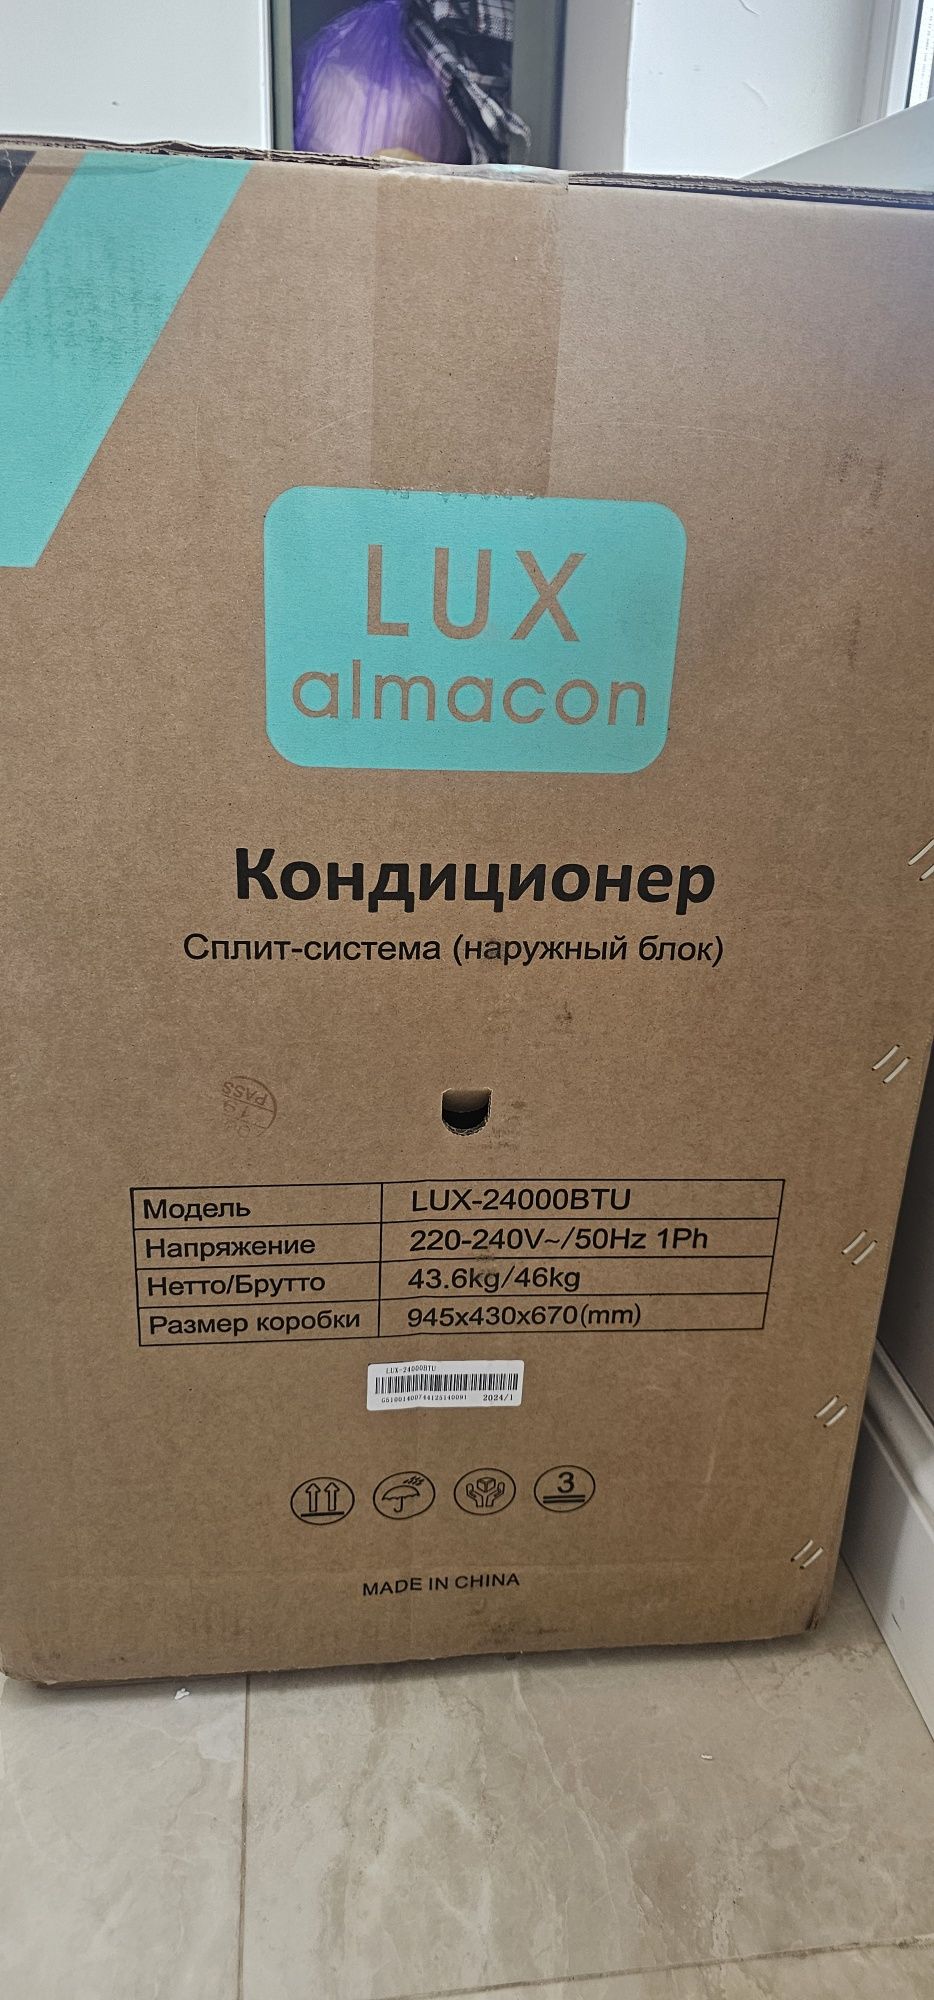 LUX
almacon
Кондиционер
Сплит-система (наружный блок)
PASS
Модель LUX-24000BTU
Напряжение 220-240V~/50Hz 1Ph
Нетто/Брутто 43.6kg/46kg
Размер коробки 945x430x670(mm)
LUX-24000BTU
2024/1
3
MADE IN CHINA